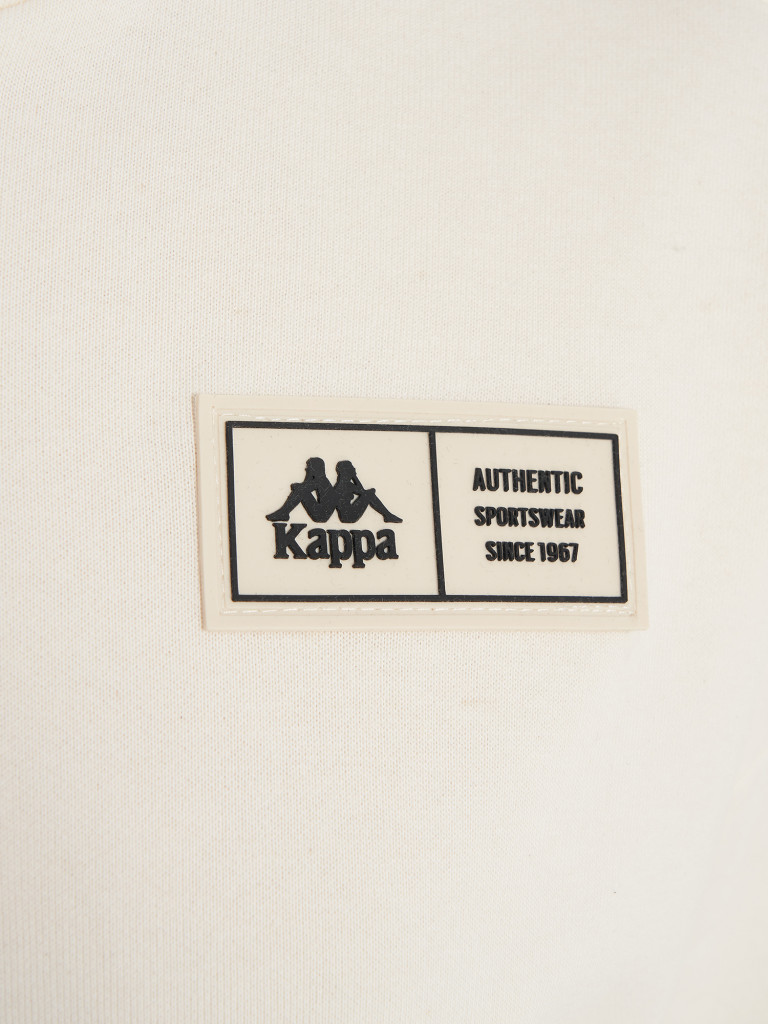 Kappa
AUTHENTIC
SPORTSWEAR
SINCE 1967